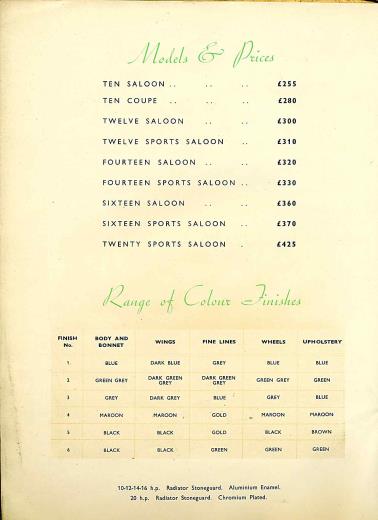 Models & Prices
TEN SALOON .. .. .. £255
TEN COUPE .. .. .. £280
TWELVE SALOON .. .. £300
TWELVE SPORTS SALOON .. £310
FOURTEEN SALOON .. .. £320
FOURTEEN SPORTS SALOON .. £330
SIXTEEN SALOON .. .. £360
SIXTEEN SPORTS SALOON .. £370
TWENTY SPORTS SALOON . £425
Range of Colour Finishes
FINISH No. BODY AND BONNET WINGS FINE LINES WHEELS UPHOLSTERY
1 BLUE DARK BLUE GREY BLUE BLUE
2 GREEN GREY DARK GREEN GREY DARK GREEN GREY GREEN GREY GREEN
3 GREY DARK GREY BLUE GREY BLUE
4 MAROON MAROON GOLD MAROON MAROON
5 BLACK BLACK GOLD BLACK BROWN
6 BLACK BLACK GREEN GREEN GREEN
10-12-14-16 h.p. Radiator Stoneguard. Aluminium Enamel.
20 h.p. Radiator Stoneguard. Chromium Plated.